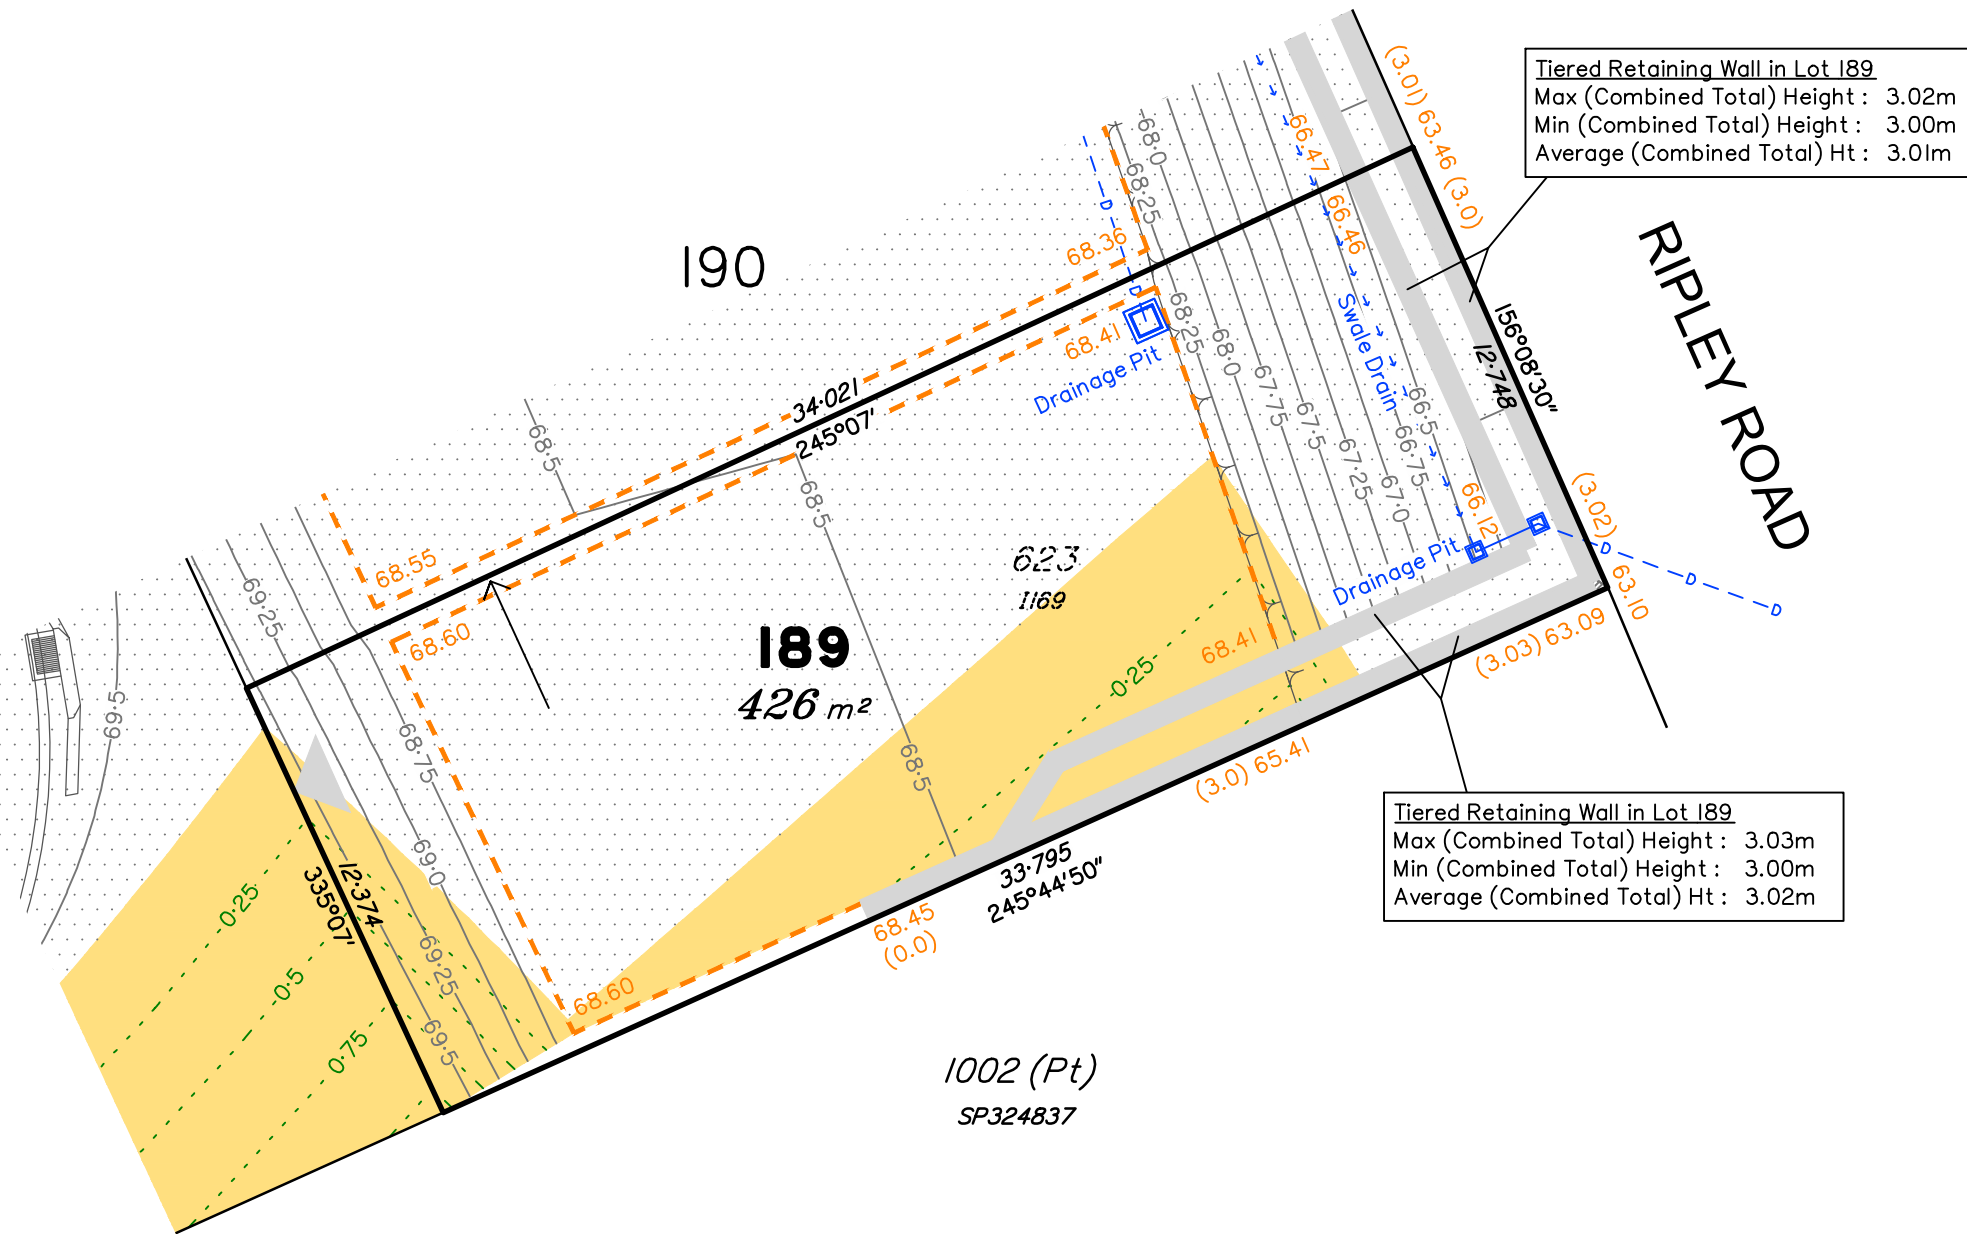 Tiered Retaining Wall in Lot 189
Max (Combined Total) Height : 3.02m
Min (Combined Total) Height : 3.00m
Average (Combined Total) Ht : 3.01m
(3.01) 63.46 (3.0)
68·0
68·25
66.47
66.46
D
68.36
190
RIPLEY ROAD
D
68.41
Drainage Pit
68·25
68·0
67·75
67·5
67·25
67·0
66·75
66·5
Swale Drain
156°08'30"
12·748
34·021
245°07'
68·5
68·5
66.12
Drainage Pit
(3.02)
63.10
D
D
D
68.55
68.60
623
1169
189
426 m²
69·25
69·5
68·75
68.41
0·25
(3.03) 63.09
(3.0) 65.41
68·5
69·0
12·374
335°07'
0·25
0·5
0·75
69·25
69·5
68.60
33·795
245°44'50"
68.45
(0.0)
Tiered Retaining Wall in Lot 189
Max (Combined Total) Height : 3.03m
Min (Combined Total) Height : 3.00m
Average (Combined Total) Ht : 3.02m
1002 (Pt)
SP324837